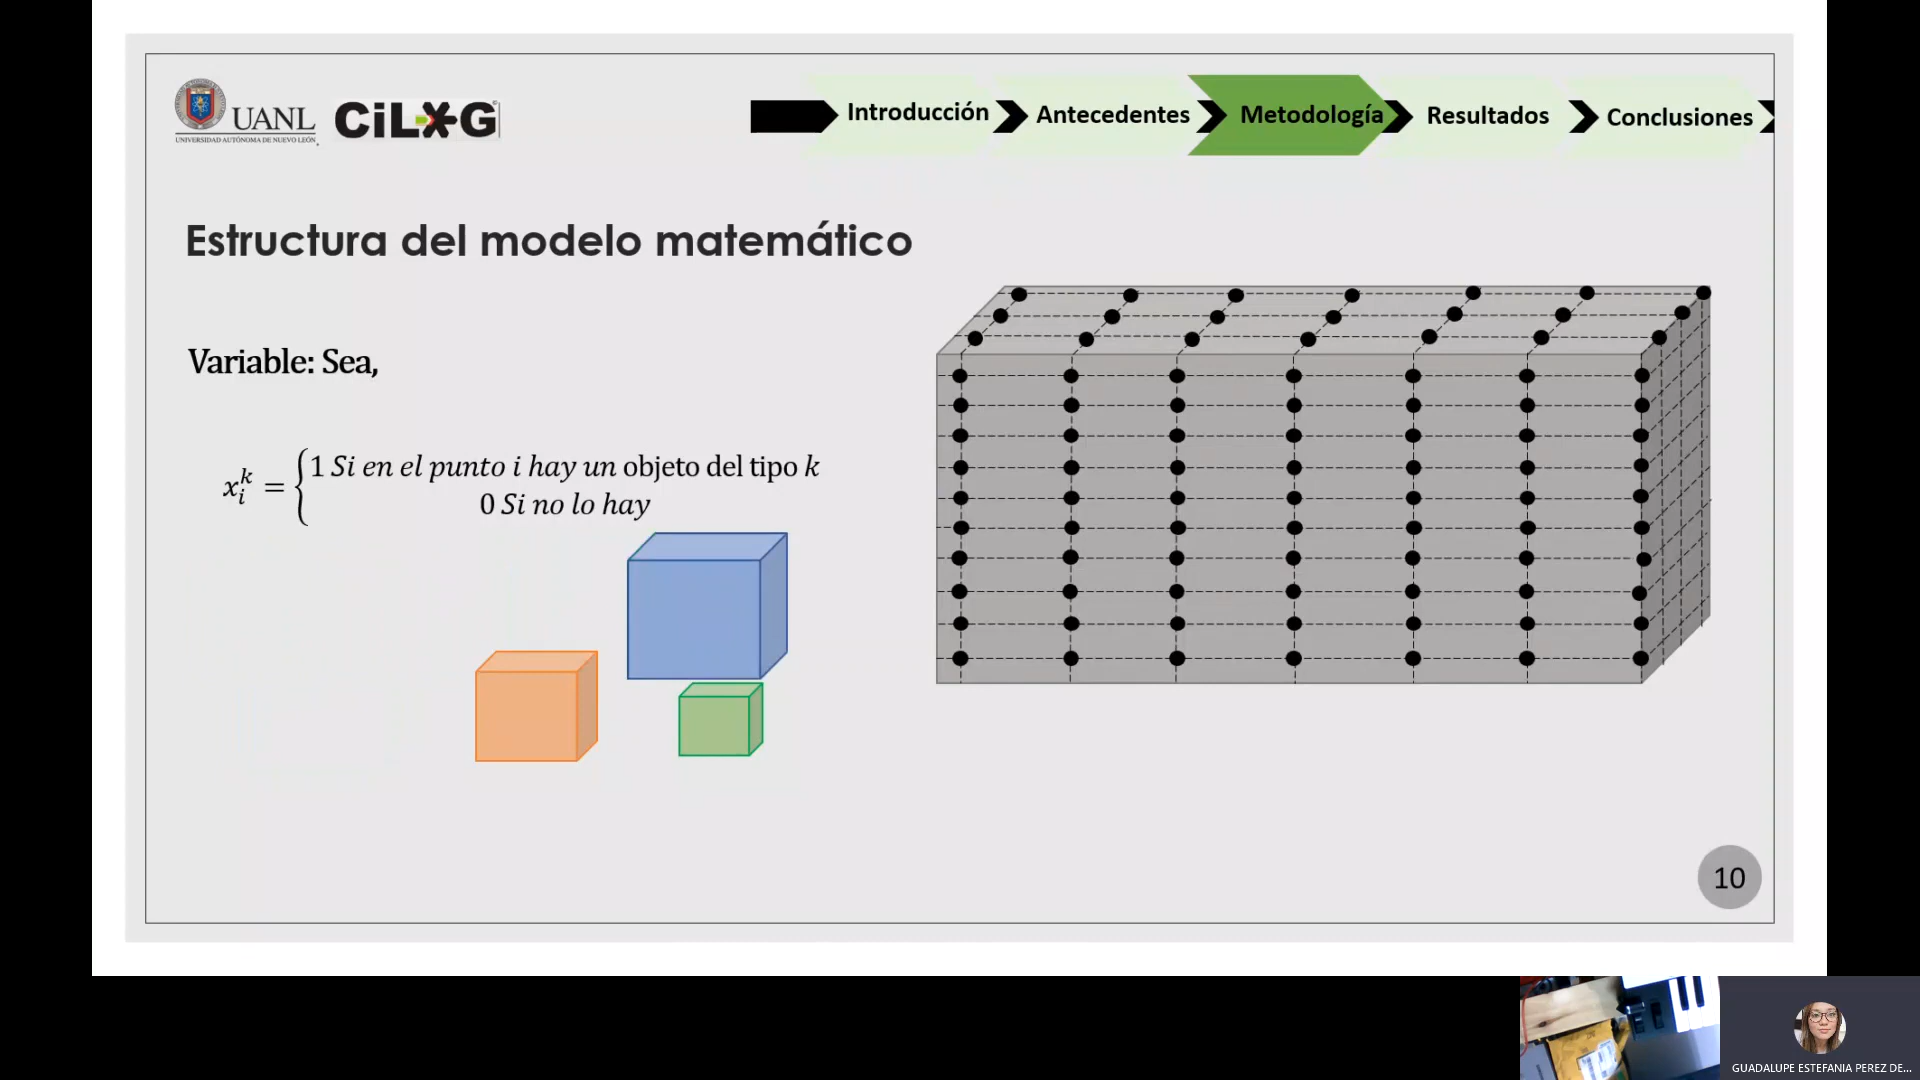 UANL
UNIVERSIDAD AUTÓNOMA DE NUEVO LEÓN
CiLOG
Introducción
Antecedentes
Metodología
Resultados
Conclusiones
Estructura del modelo matemático
Variable: Sea,
x_i^k = {1 Si en el punto i hay un objeto del tipo k
0 Si no lo hay
10
GUADALUPE ESTEFANIA PEREZ DE...